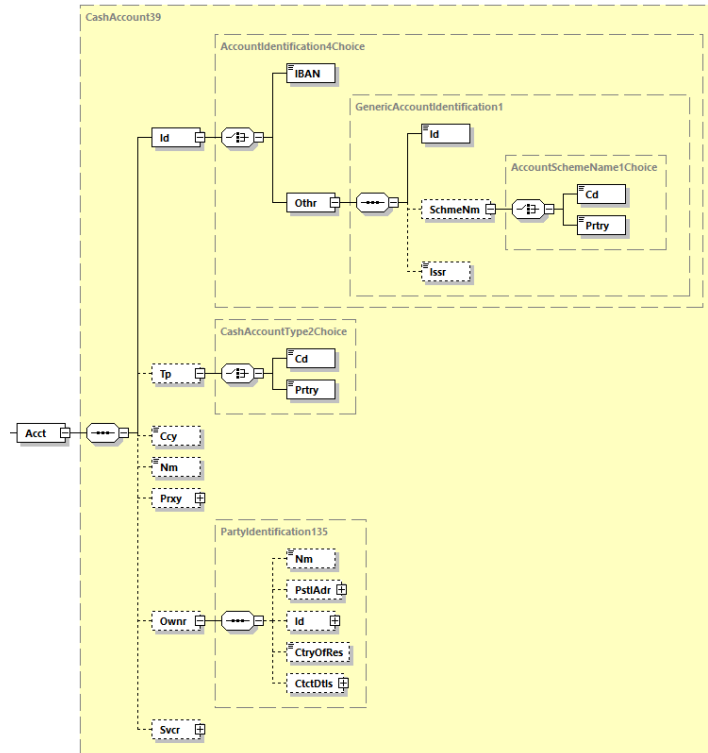 CashAccount39
AccountIdentification4Choice
IBAN
GenericAccountIdentification1
Id
Id
AccountSchemeName1Choice
Cd
Othr
SchmeNm
Prtry
Issr
CashAccountType2Choice
Cd
Tp
Prtry
Acct
Ccy
Nm
Prxy
PartyIdentification135
Nm
PstlAdr
Ownr
Id
CtryOfRes
CtctDtls
Svcr